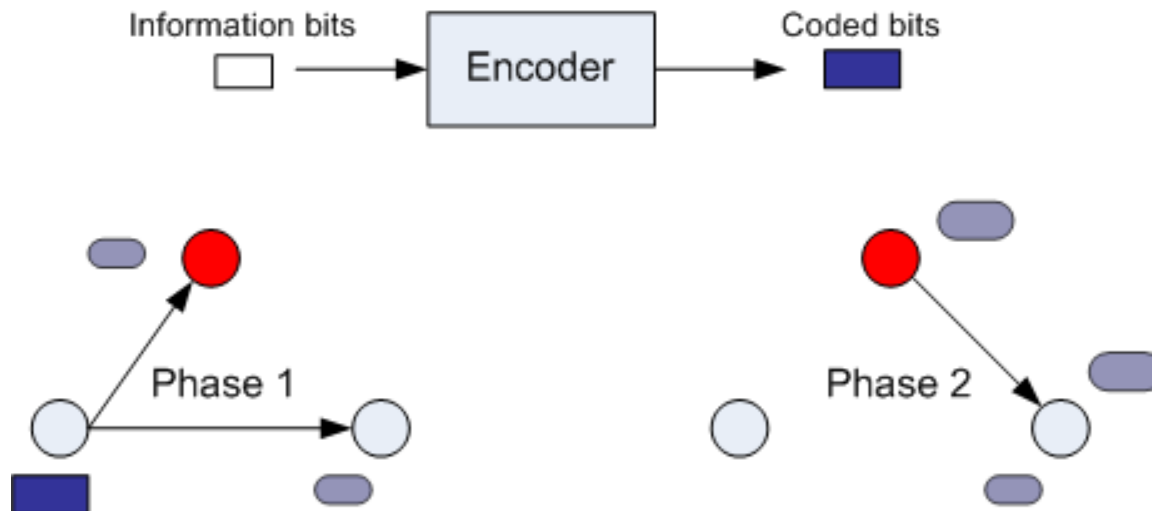 Information bits
Encoder
Coded bits
Phase 1
Phase 2